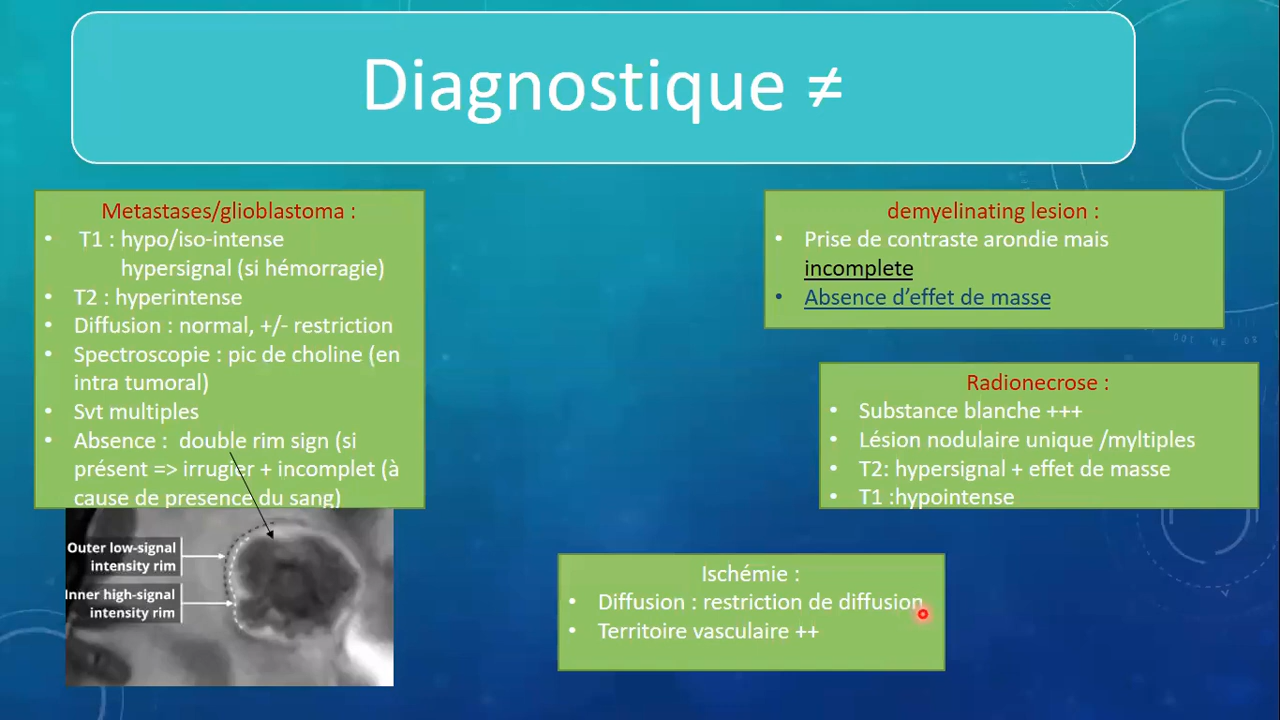 Diagnostique ≠
Metastases/glioblastoma :
• T1 : hypo/iso-intense
hypersignal (si hémorragie)
• T2 : hyperintense
• Diffusion : normal, +/- restriction
• Spectroscopie : pic de choline (en
intra tumoral)
• Svt multiples
• Absence : double rim sign (si
présent => irrugier + incomplet (à
cause de presence du sang)
Outer low-signal
intensity rim
Inner high-signal
intensity rim
demyelinating lesion :
• Prise de contraste arondie mais
incomplete
• Absence d'effet de masse
Radionecrose :
• Substance blanche +++
• Lésion nodulaire unique /myltiples
• T2: hypersignal + effet de masse
• T1 :hypointense
Ischémie :
• Diffusion : restriction de diffusion
• Territoire vasculaire ++